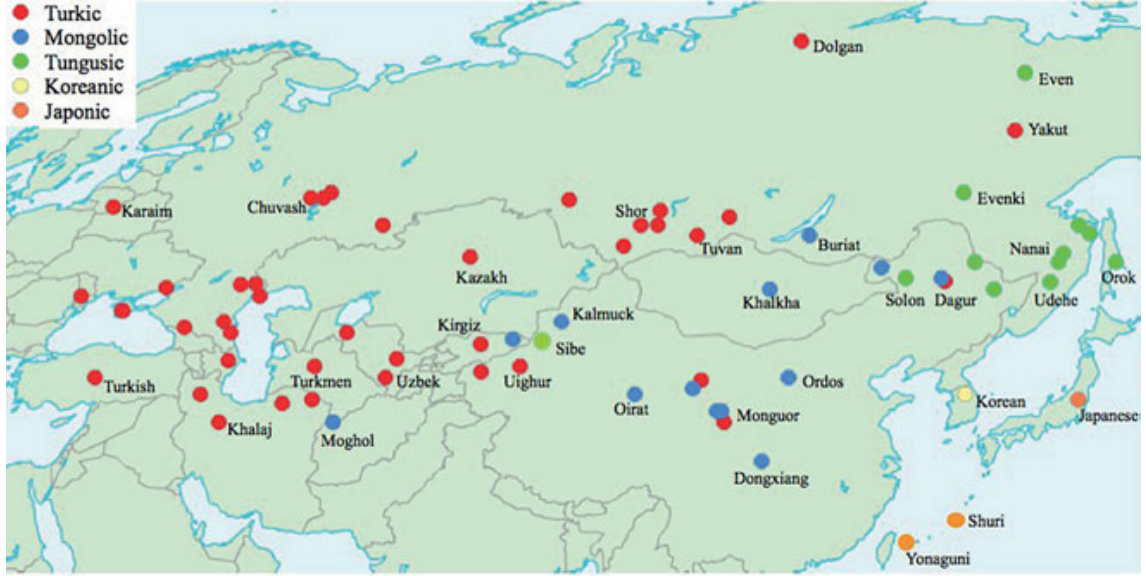 Turkic
Mongolic
Tungusic
Koreanic
Japonic
Dolgan
Even
Yakut
Karaim
Chuvash
Shor
Evenki
Tuvan
Buriat
Nanai
Kazakh
Orok
Khalkha
Solon
Dagur
Udehe
Kalmuck
Kirgiz
Sibe
Turkish
Turkmen
Uzbek
Uighur
Ordos
Oirat
Korean
Khalaj
Moghol
Monguor
Japanese
Dongxiang
Shuri
Yonaguni